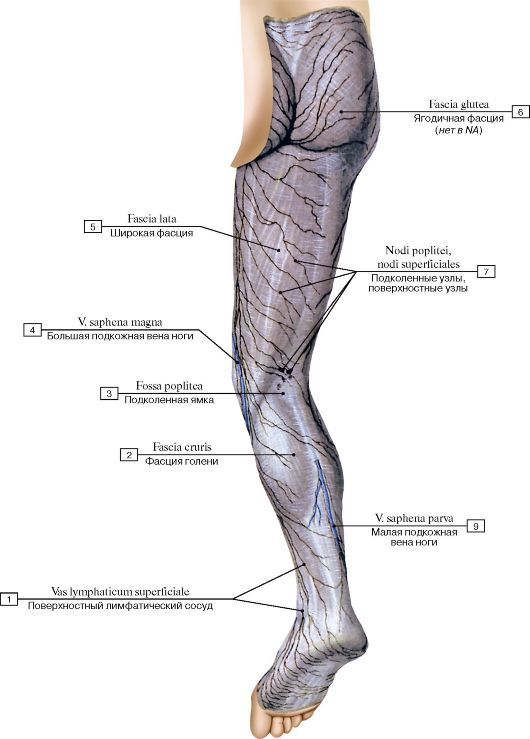 Fascia glutea
6
Ягодичная фасция
(нет в NA)
Fascia lata
5
Широкая фасция
Nodi poplitei,
nodi superficiales
7
Подколенные узлы,
поверхностные узлы
V. saphena magna
4
Большая подкожная вена ноги
Fossa poplitea
3
Подколенная ямка
Fascia cruris
2
Фасция голени
V. saphena parva
9
Малая подкожная
вена ноги
Vas lymphaticum superficiale
1
Поверхностный лимфатический сосуд